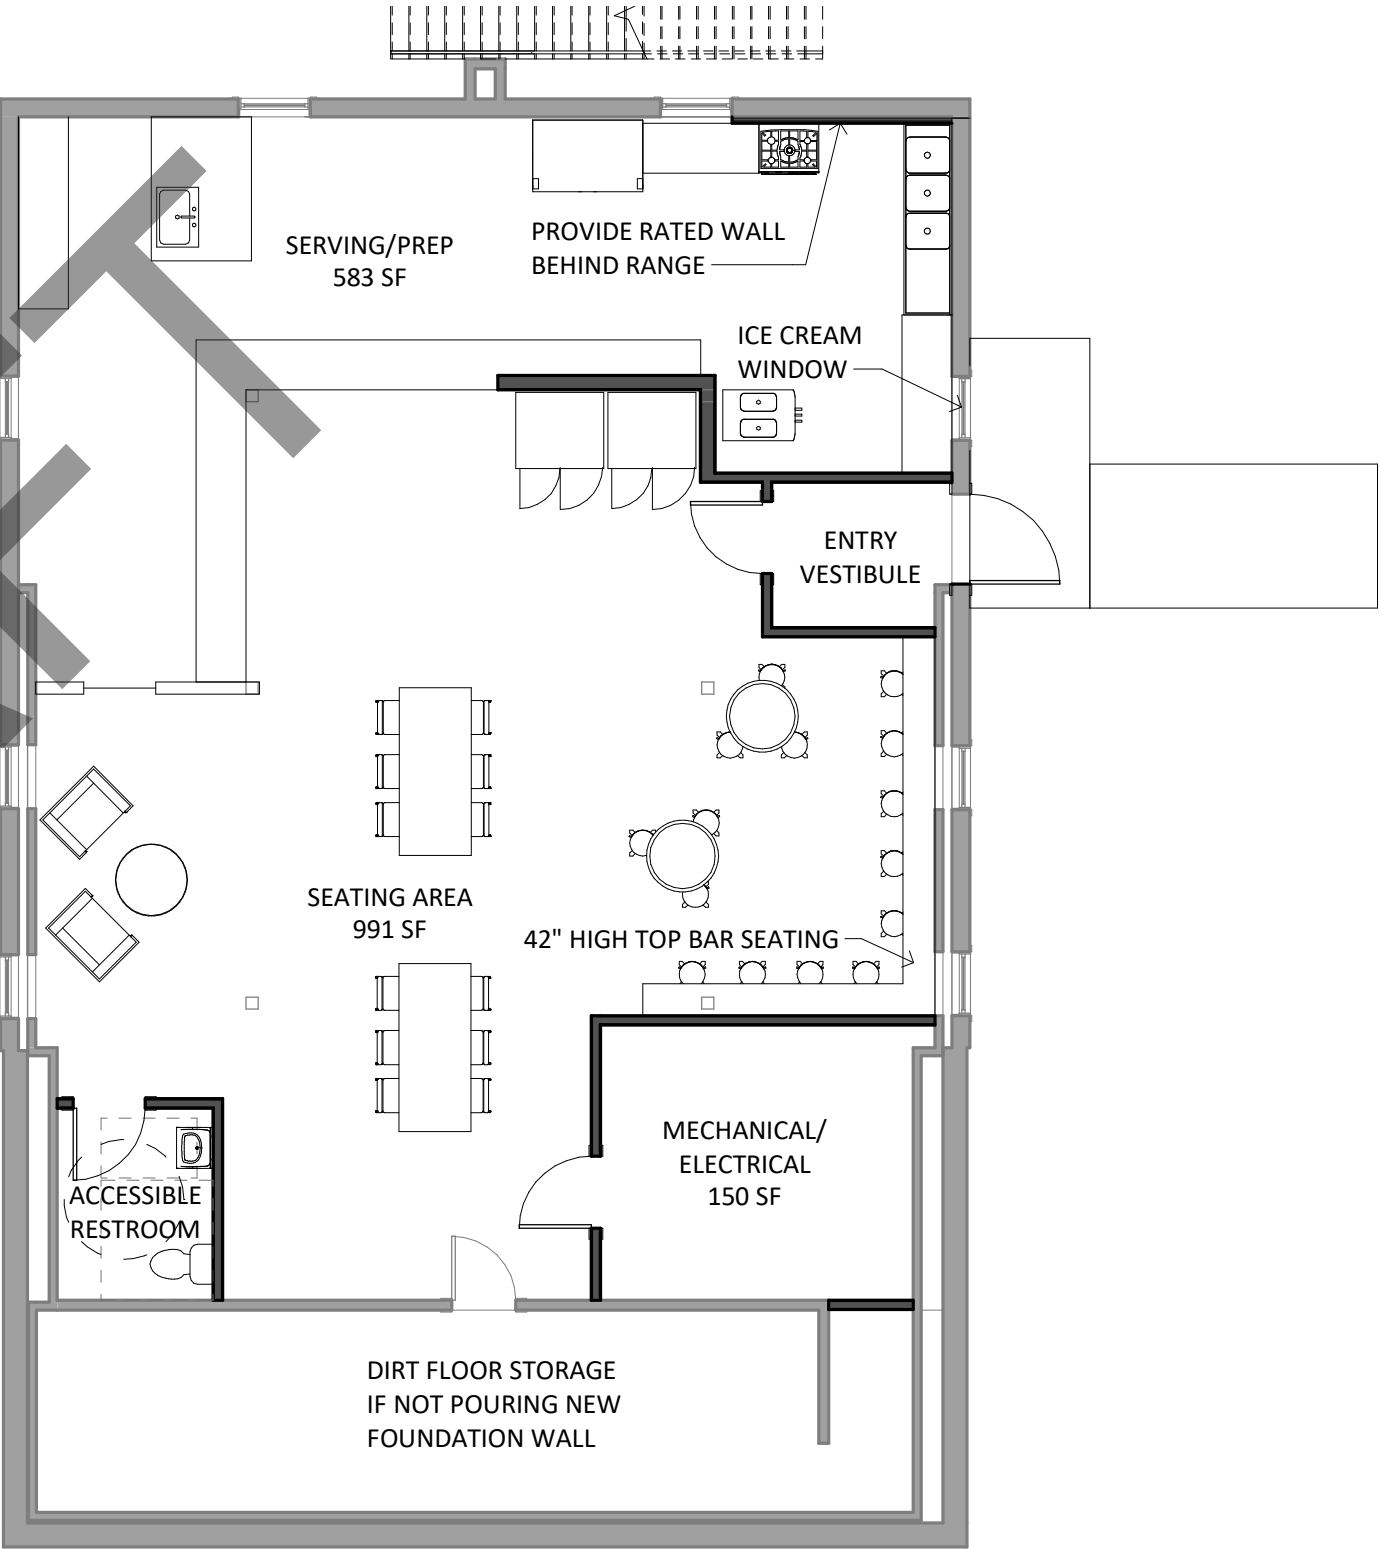 SERVING/PREP
583 SF
PROVIDE RATED WALL
BEHIND RANGE
ICE CREAM
WINDOW
ENTRY
VESTIBULE
SEATING AREA
991 SF
42" HIGH TOP BAR SEATING
MECHANICAL/
ELECTRICAL
150 SF
ACCESSIBLE
RESTROOM
DIRT FLOOR STORAGE
IF NOT POURING NEW
FOUNDATION WALL